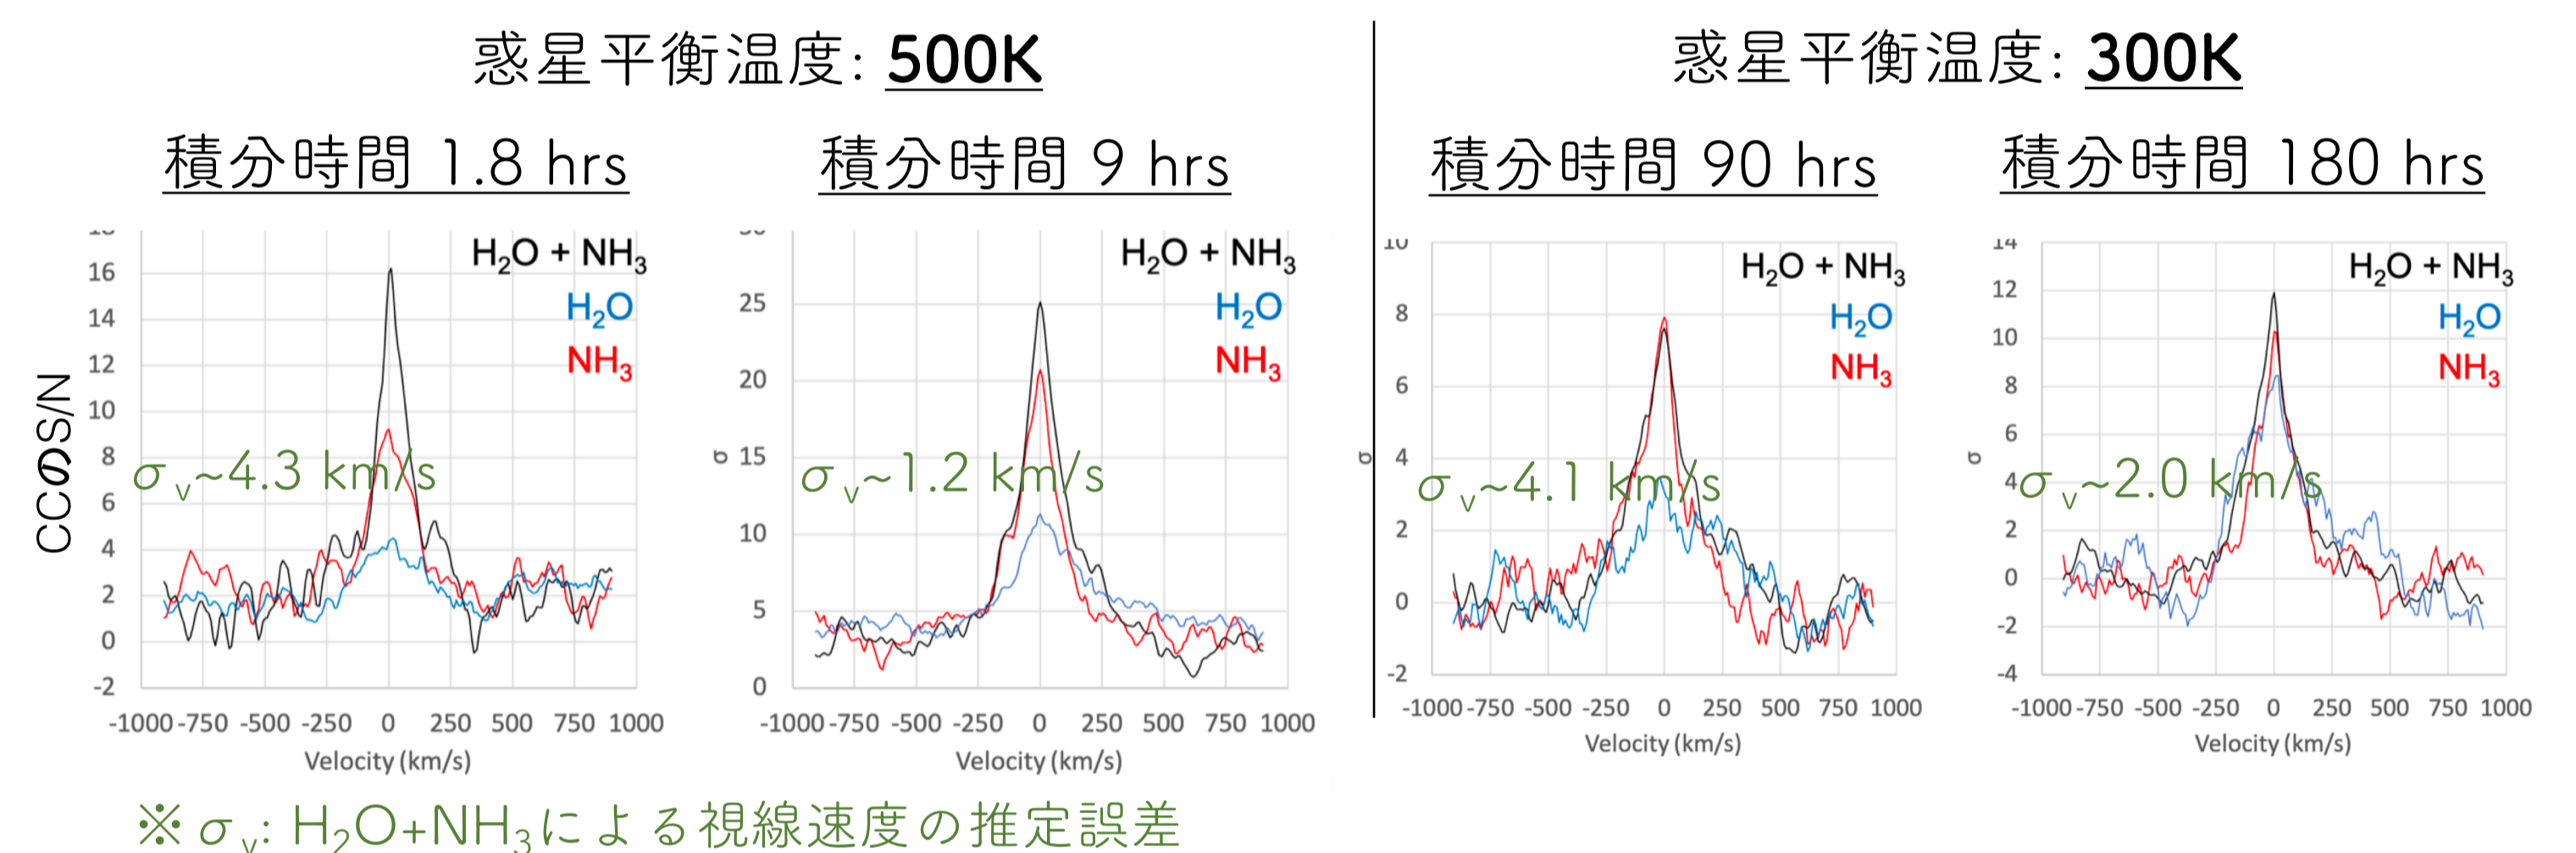 惑星平衡温度: 500K
惑星平衡温度: 300K
積分時間 1.8 hrs
積分時間 9 hrs
積分時間 90 hrs
積分時間 180 hrs
CCのS/N
16
14
12
10
8
6
4
2
0
-2
H₂O + NH₃
H₂O
NH₃
σᵥ~4.3 km/s
-1000 -750 -500 -250 0 250 500 750 1000
Velocity (km/s)
σ
25
20
15
10
5
0
H₂O + NH₃
H₂O
NH₃
σᵥ~1.2 km/s
-1000 -750 -500 -250 0 250 500 750 1000
Velocity (km/s)
σ
10
8
6
4
2
0
-2
H₂O + NH₃
H₂O
NH₃
σᵥ~4.1 km/s
-1000 -750 -500 -250 0 250 500 750 1000
Velocity (km/s)
σ
14
12
10
8
6
4
2
0
-2
-4
H₂O + NH₃
H₂O
NH₃
σᵥ~2.0 km/s
-1000 -750 -500 -250 0 250 500 750 1000
Velocity (km/s)
※σᵥ: H₂O+NH₃による視線速度の推定誤差